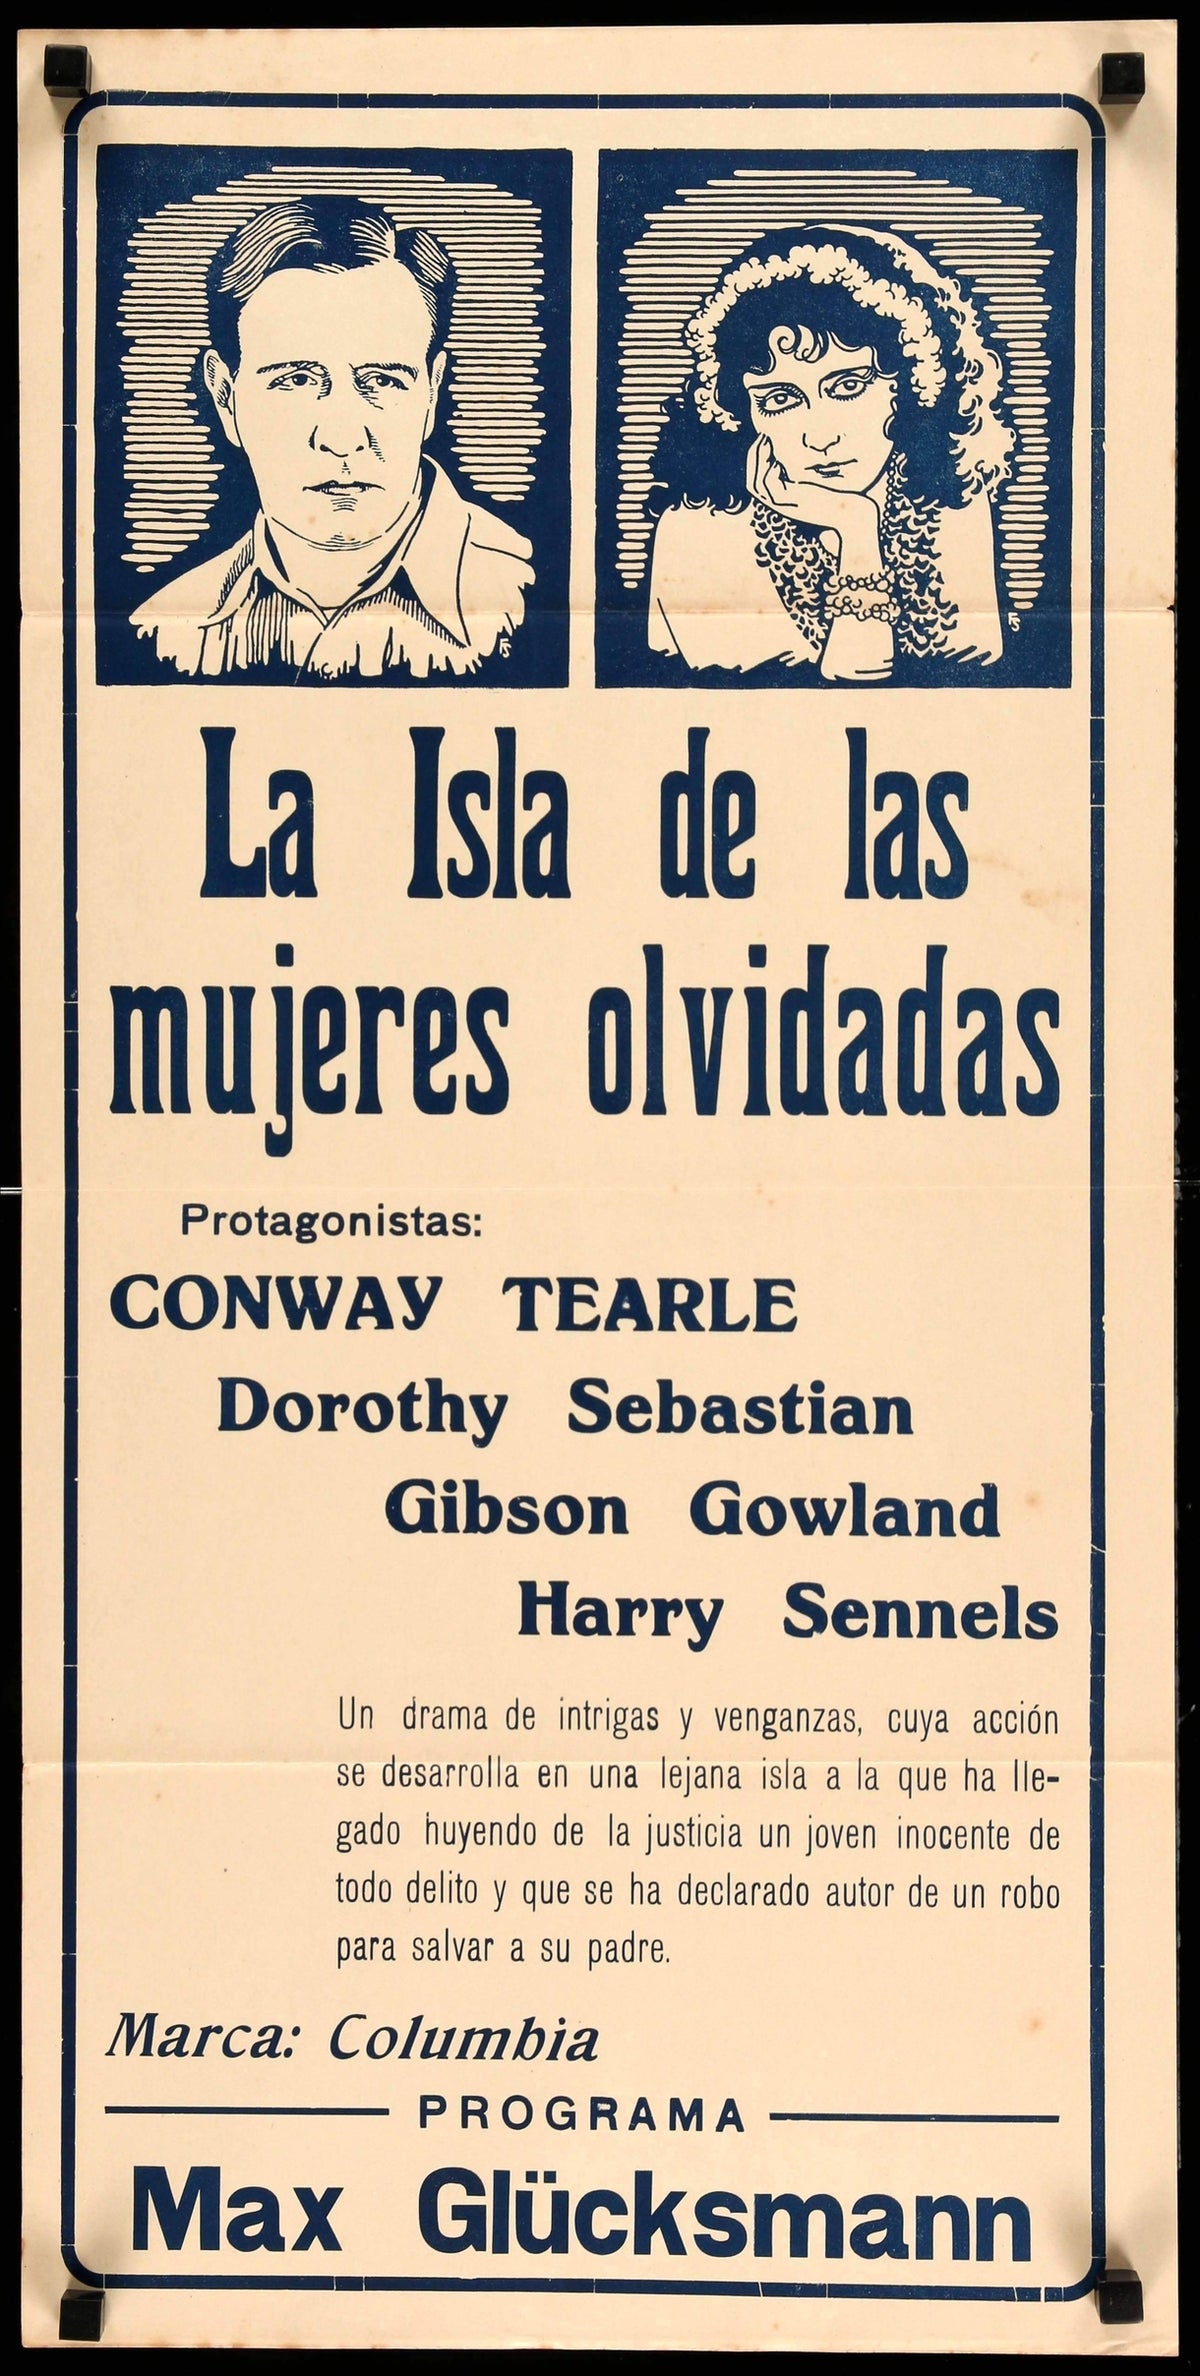 La Isla de las
mujeres olvidadas
Protagonistas:
CONWAY TEARLE
Dorothy Sebastian
Gibson Gowland
Harry Sennels
Un drama de intrigas y venganzas, cuya acción
se desarrolla en una lejana isla a la que ha lle-
gado huyendo de la justicia un joven inocente de
todo delito y que se ha declarado autor de un robo
para salvar a su padre.
Marca: Columbia
PROGRAMA
Max Glücksmann